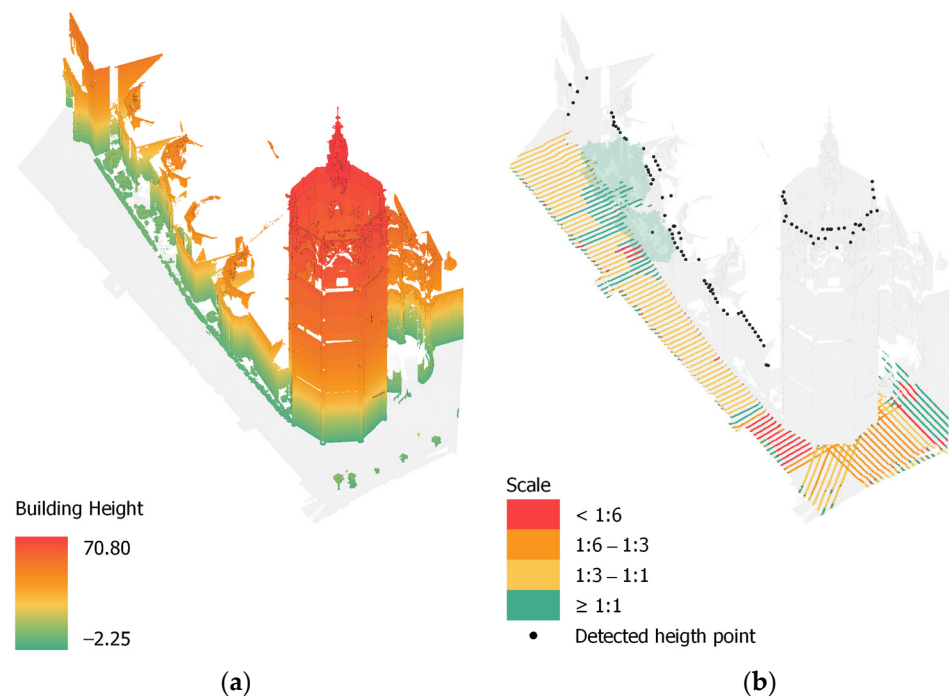 Building Height
70.80
–2.25
(a)
Scale
< 1:6
1:6 – 1:3
1:3 – 1:1
≥ 1:1
Detected heigth point
(b)